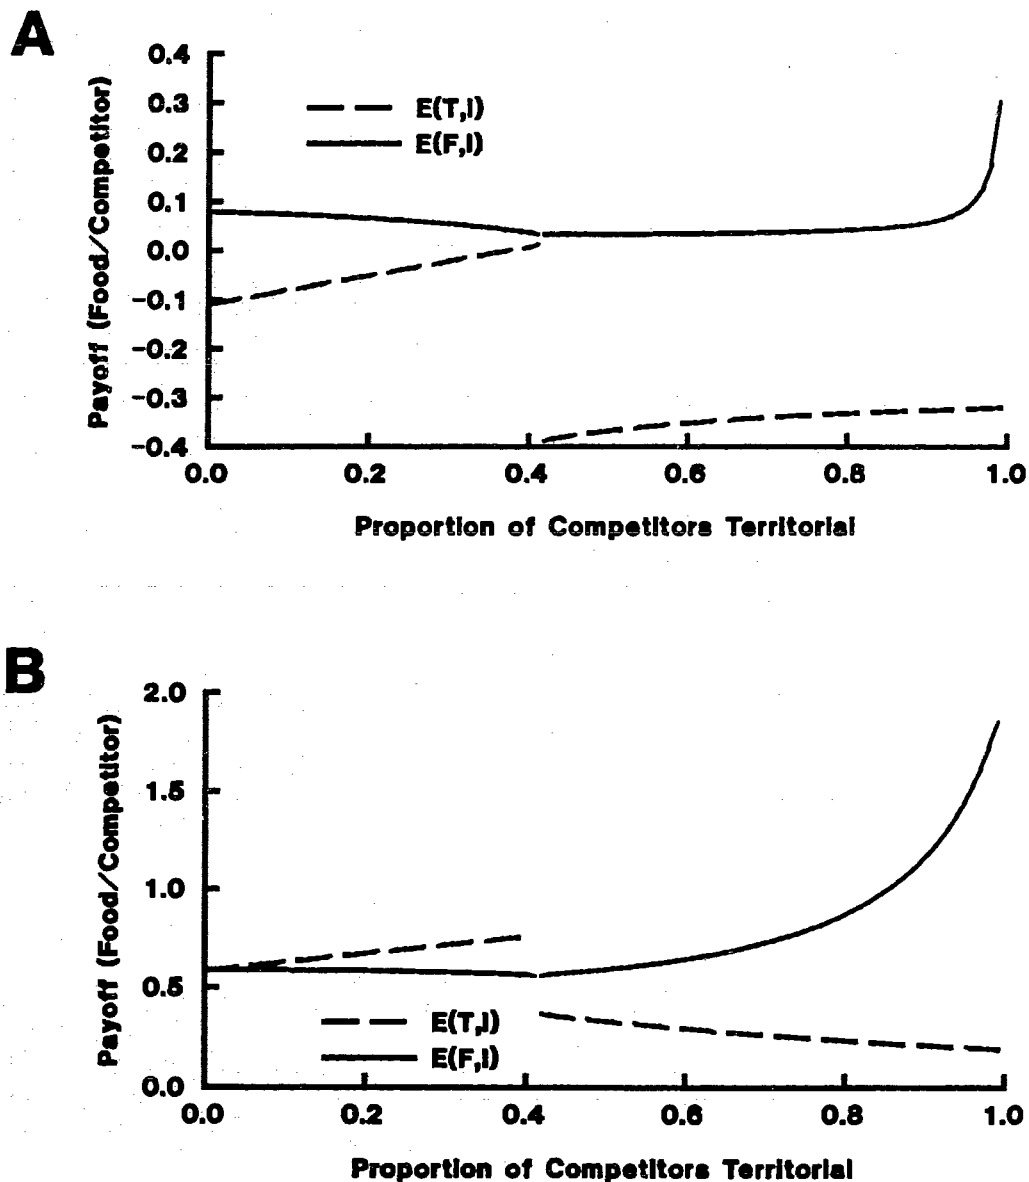 A
Payoff (Food/Competitor)
0.4
0.3
0.2
0.1
0.0
-0.1
-0.2
-0.3
-0.4
E(T,I)
E(F,I)
0.0 0.2 0.4 0.6 0.8 1.0
Proportion of Competitors Territorial
B
Payoff (Food/Competitor)
2.0
1.5
1.0
0.5
0.0
E(T,I)
E(F,I)
0.0 0.2 0.4 0.6 0.8 1.0
Proportion of Competitors Territorial